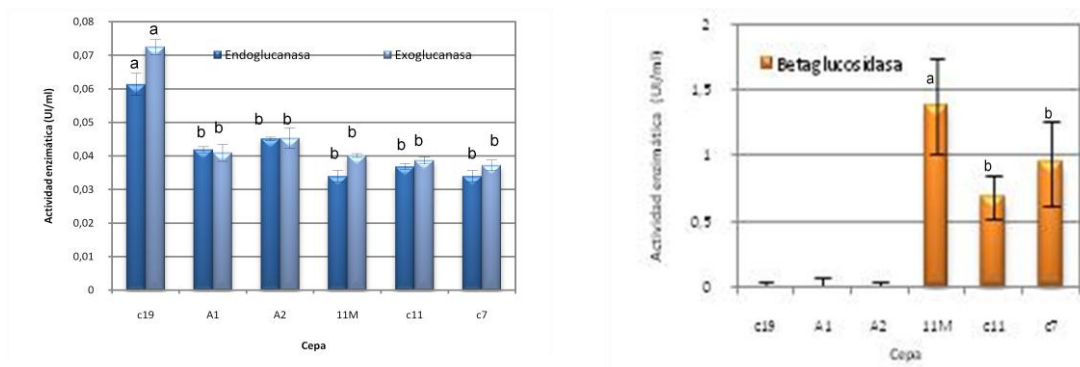 0,08
0,07
0,06
0,05
0,04
0,03
0,02
0,01
0
Actividad enzimática (UI/ml)
Endoglucanasa Exoglucanasa
a a b b b b b b b b b b
c19 A1 A2 11M c11 c7
Cepa
2
1,5
1
0,5
0
Actividad enzimática (UI/ml)
Betaglucosidasa
a b b
c19 A1 A2 11M c11 c7
Cepa